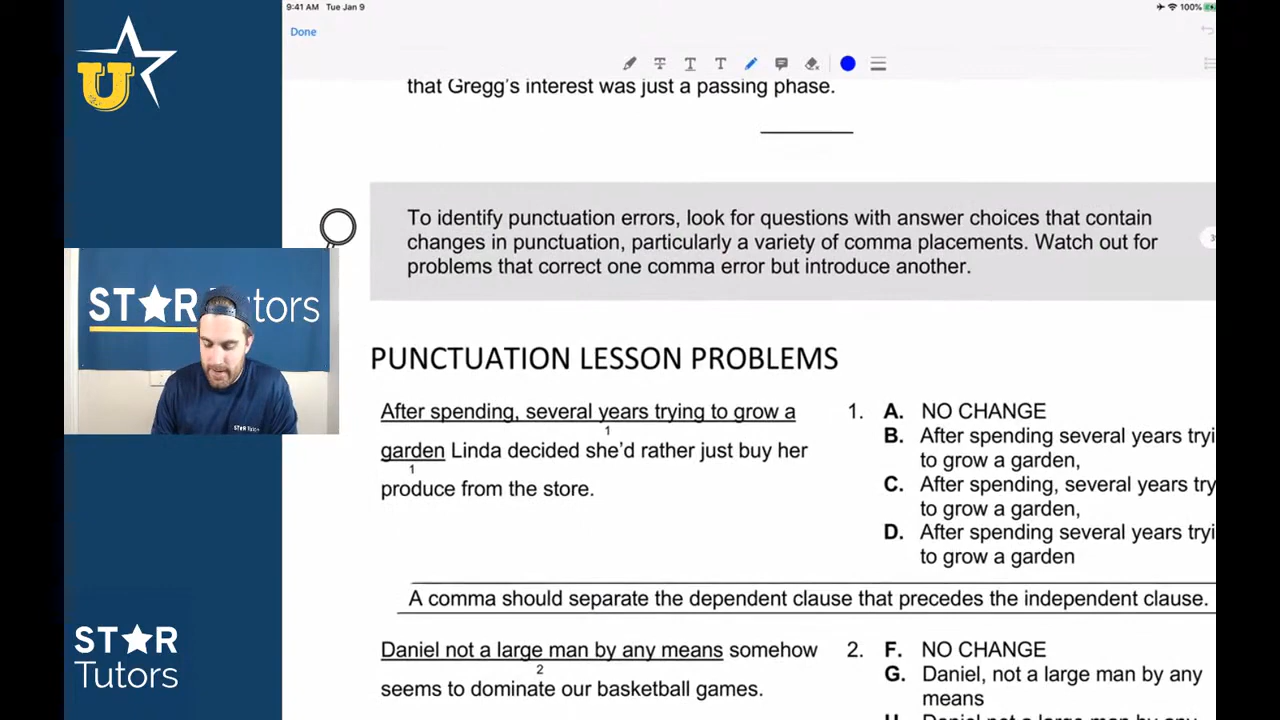 9:41 AM Tue Jan 9
100%
Done
U
that Gregg's interest was just a passing phase.
To identify punctuation errors, look for questions with answer choices that contain
changes in punctuation, particularly a variety of comma placements. Watch out for
problems that correct one comma error but introduce another.
STAR Tutors
PUNCTUATION LESSON PROBLEMS
After spending, several years trying to grow a
1
garden Linda decided she'd rather just buy her
1
produce from the store.
1. A. NO CHANGE
B. After spending several years tryi
to grow a garden,
C. After spending, several years try
to grow a garden,
D. After spending several years tryi
to grow a garden
A comma should separate the dependent clause that precedes the independent clause.
Daniel not a large man by any means somehow
2
seems to dominate our basketball games.
2. F. NO CHANGE
G. Daniel, not a large man by any
means
STAR
Tutors